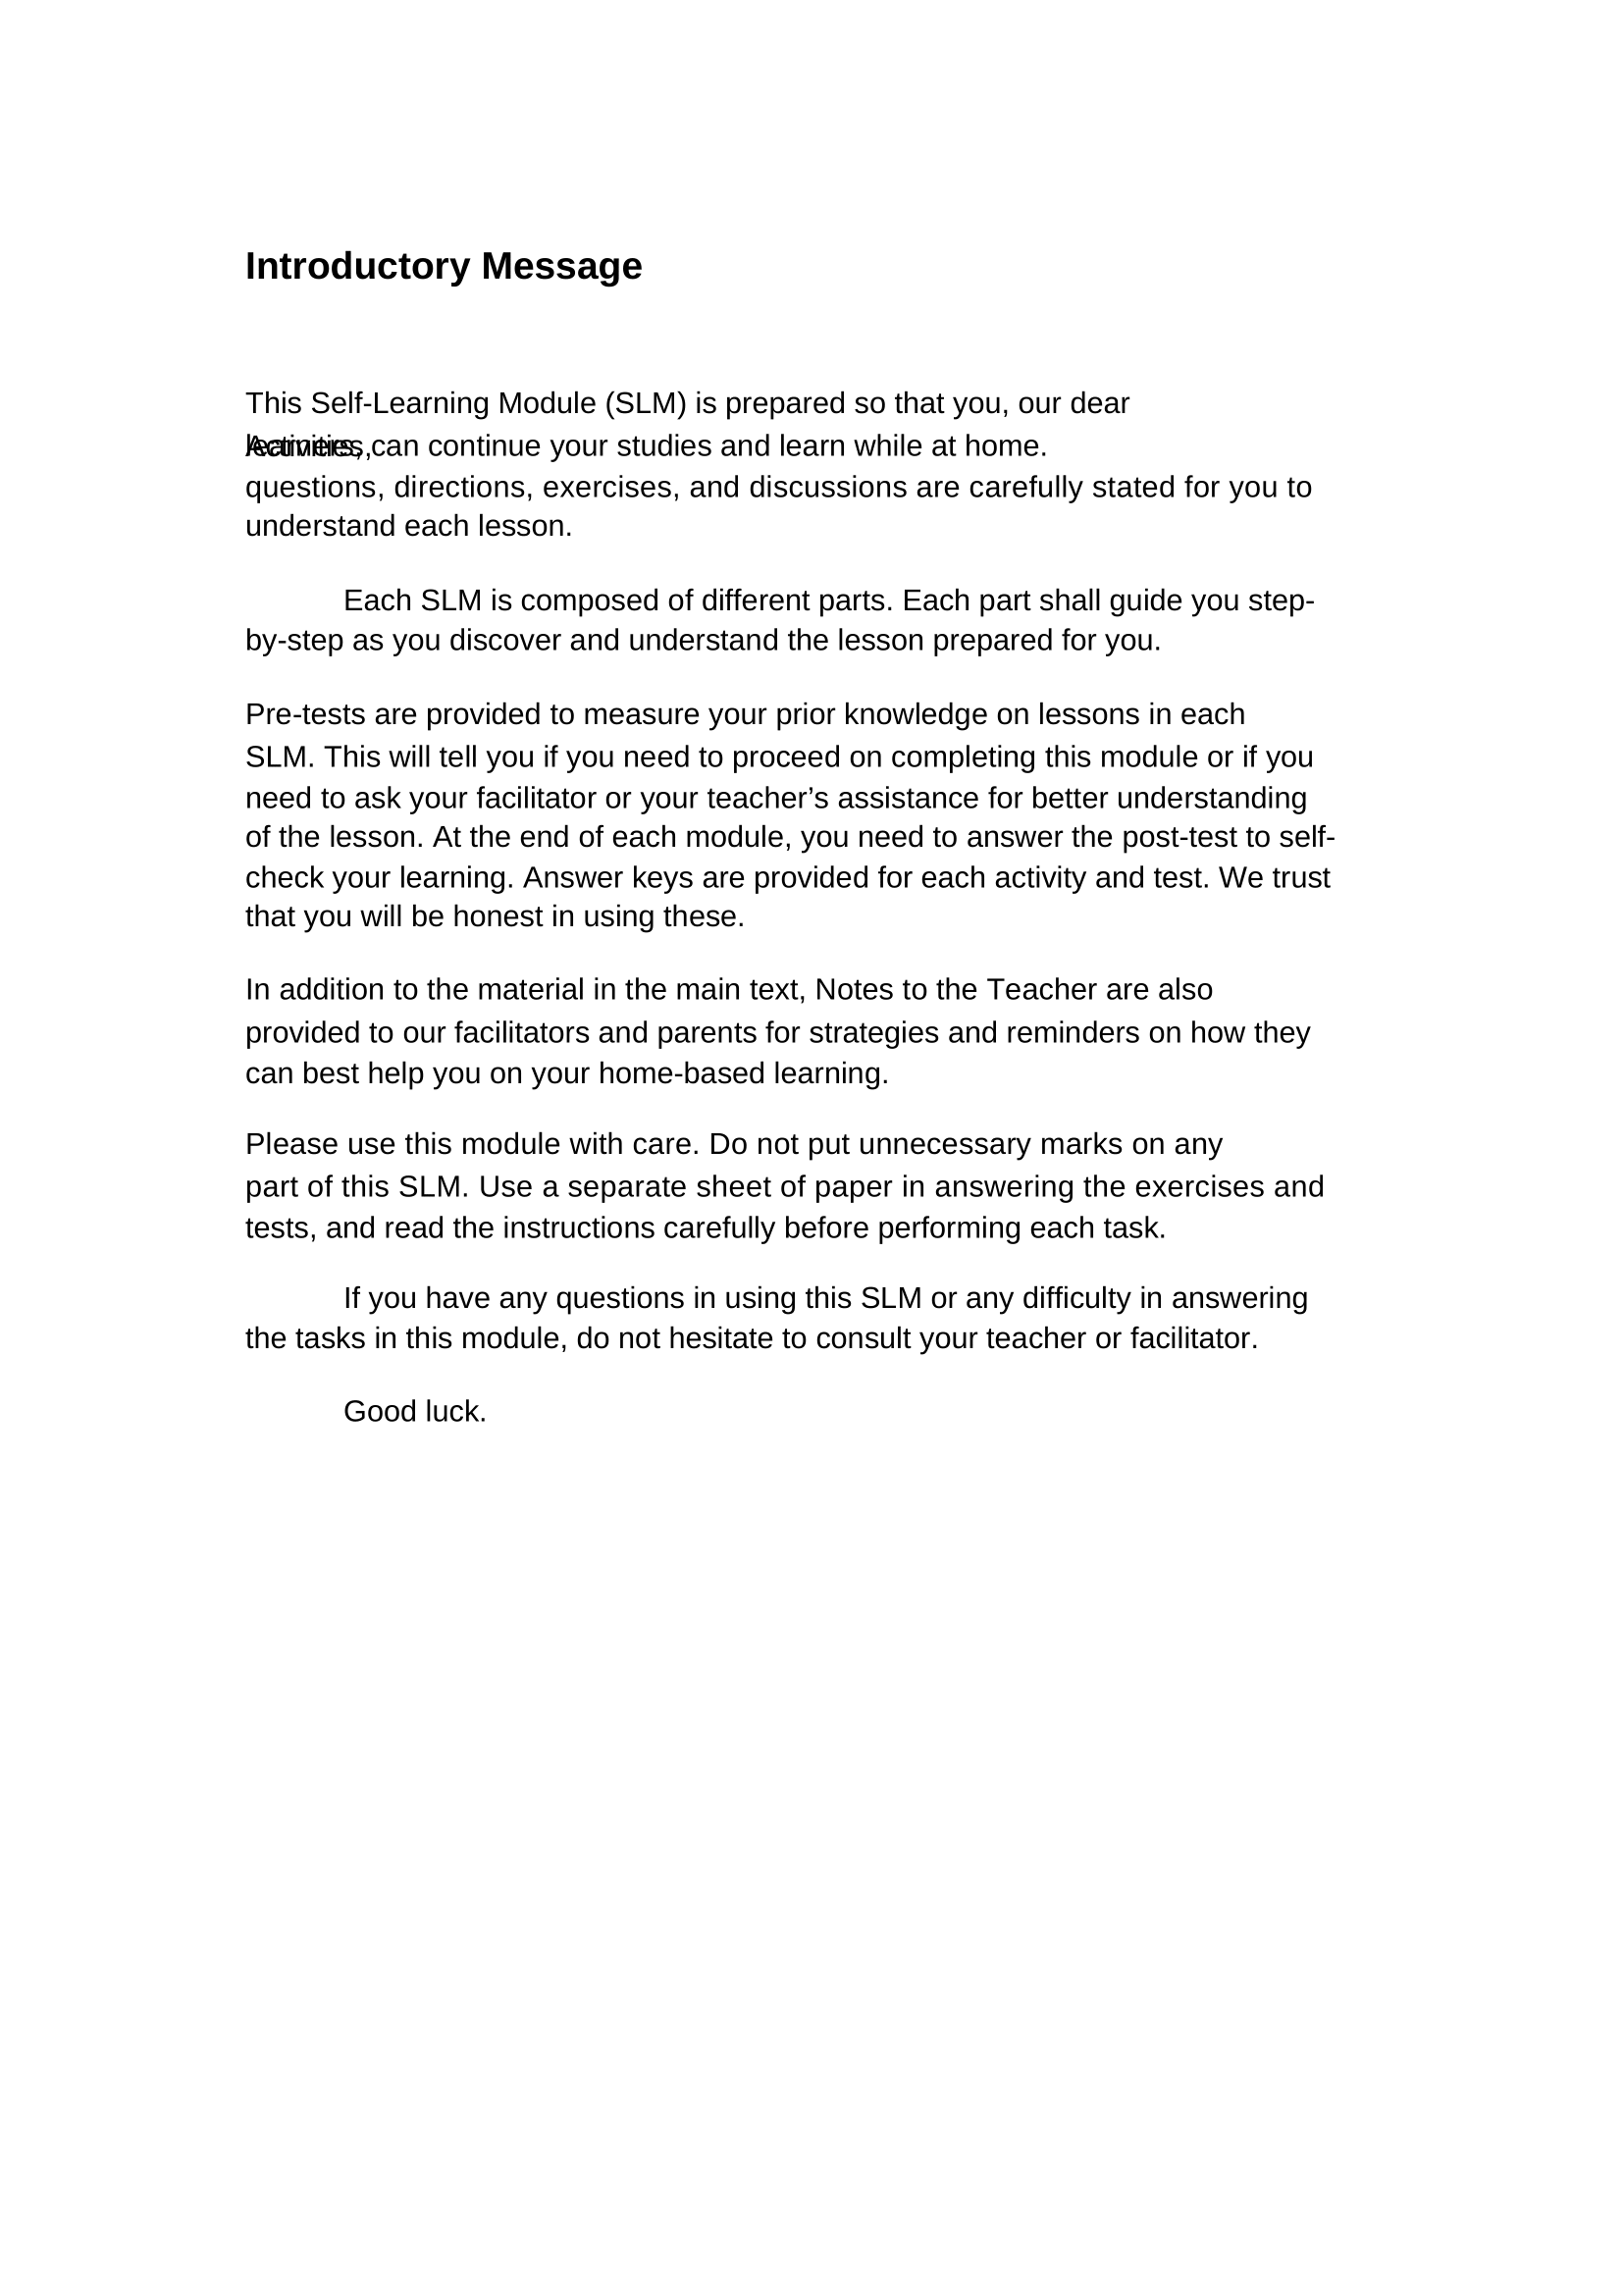 Introductory Message
This Self-Learning Module (SLM) is prepared so that you, our dear
learners, can continue your studies and learn while at home.
Activities,
questions, directions, exercises, and discussions are carefully stated for you to
understand each lesson.
Each SLM is composed of different parts. Each part shall guide you step-
by-step as you discover and understand the lesson prepared for you.
Pre-tests are provided to measure your prior knowledge on lessons in each
SLM. This will tell you if you need to proceed on completing this module or if you
need to ask your facilitator or your teacher’s assistance for better understanding
of the lesson. At the end of each module, you need to answer the post-test to self-
check your learning. Answer keys are provided for each activity and test. We trust
that you will be honest in using these.
In addition to the material in the main text, Notes to the Teacher are also
provided to our facilitators and parents for strategies and reminders on how they
can best help you on your home-based learning.
Please use this module with care. Do not put unnecessary marks on any
part of this SLM. Use a separate sheet of paper in answering the exercises and
tests, and read the instructions carefully before performing each task.
If you have any questions in using this SLM or any difficulty in answering
the tasks in this module, do not hesitate to consult your teacher or facilitator.
Good luck.